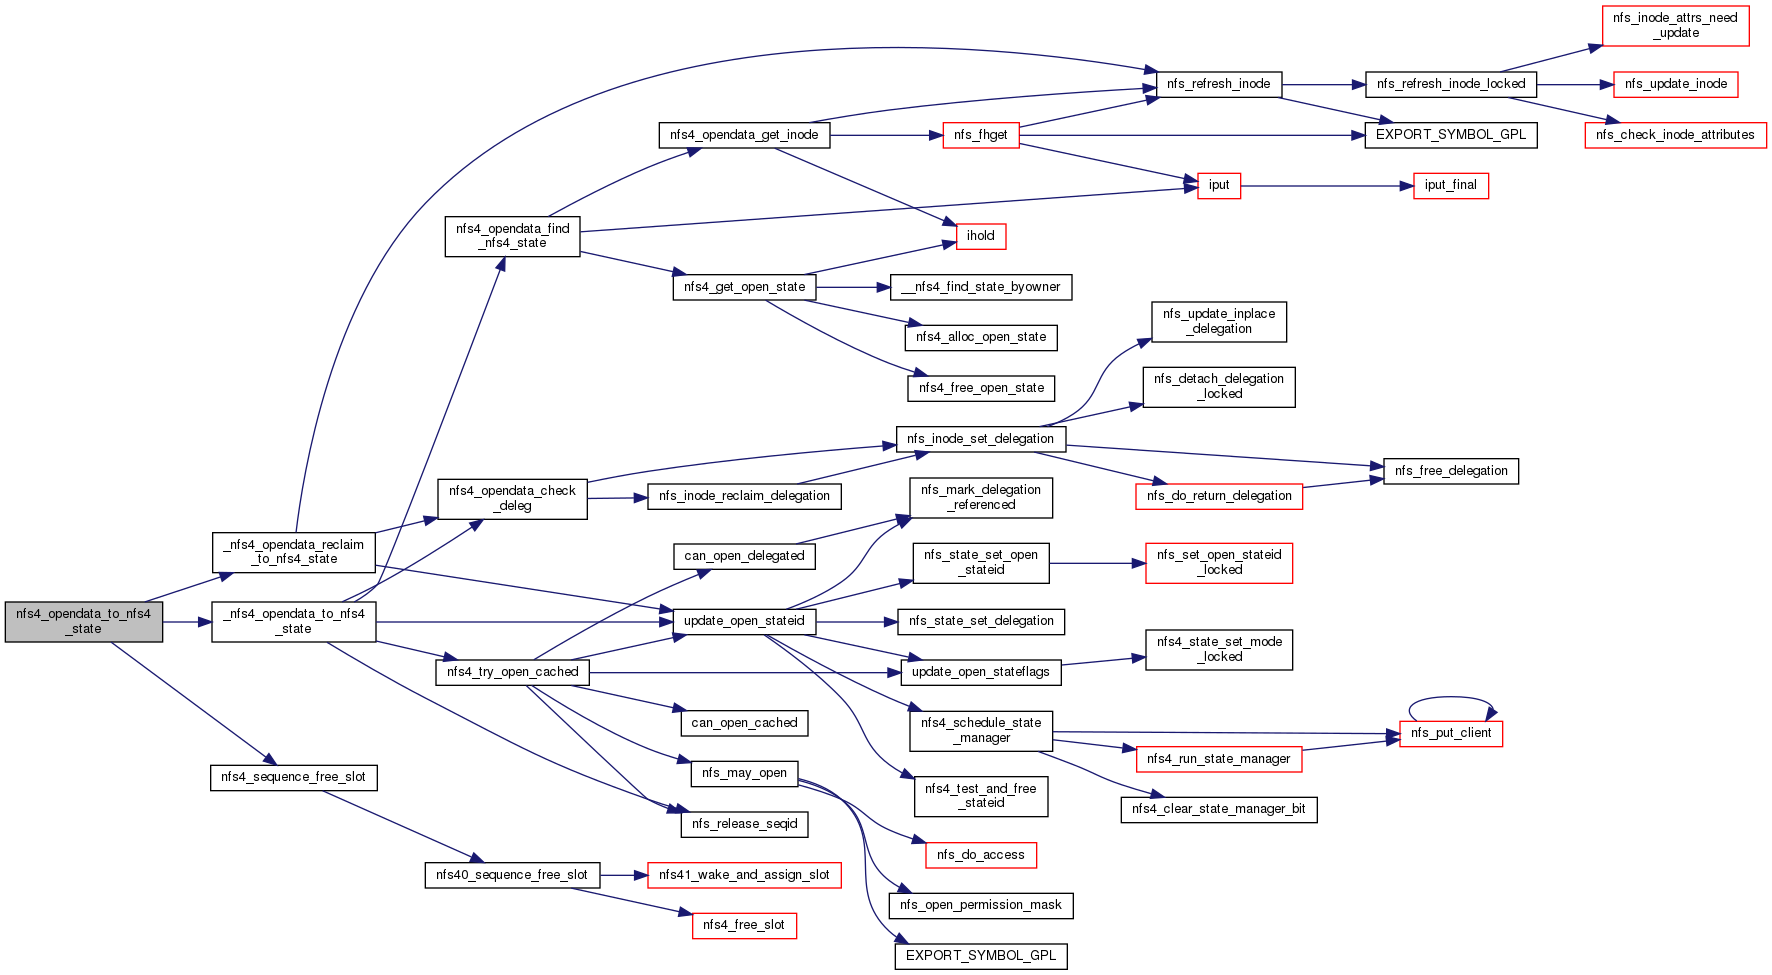 nfs_inode_attrs_need
_update
nfs_refresh_inode
nfs_refresh_inode_locked
nfs_update_inode
nfs4_opendata_get_inode
nfs_fhget
EXPORT_SYMBOL_GPL
nfs_check_inode_attributes
iput
iput_final
nfs4_opendata_find
_nfs4_state
ihold
nfs4_get_open_state
__nfs4_find_state_byowner
nfs_update_inplace
_delegation
nfs4_alloc_open_state
nfs4_free_open_state
nfs_detach_delegation
_locked
nfs_inode_set_delegation
nfs_free_delegation
nfs4_opendata_check
_deleg
nfs_inode_reclaim_delegation
nfs_mark_delegation
_referenced
nfs_do_return_delegation
_nfs4_opendata_reclaim
_to_nfs4_state
can_open_delegated
nfs_state_set_open
_stateid
nfs_set_open_stateid
_locked
nfs4_opendata_to_nfs4
_state
_nfs4_opendata_to_nfs4
_state
update_open_stateid
nfs_state_set_delegation
nfs4_state_set_mode
_locked
nfs4_try_open_cached
update_open_stateflags
can_open_cached
nfs4_schedule_state
_manager
nfs_put_client
nfs4_run_state_manager
nfs4_sequence_free_slot
nfs_may_open
nfs4_test_and_free
_stateid
nfs4_clear_state_manager_bit
nfs_release_seqid
nfs_do_access
nfs40_sequence_free_slot
nfs41_wake_and_assign_slot
nfs_open_permission_mask
nfs4_free_slot
EXPORT_SYMBOL_GPL